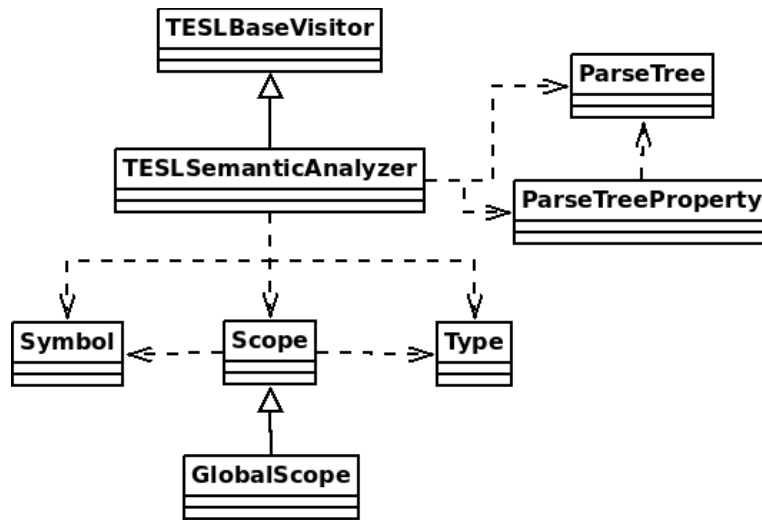 TESLBaseVisitor
ParseTree
TESLSemanticAnalyzer
ParseTreeProperty
Symbol
Scope
Type
GlobalScope